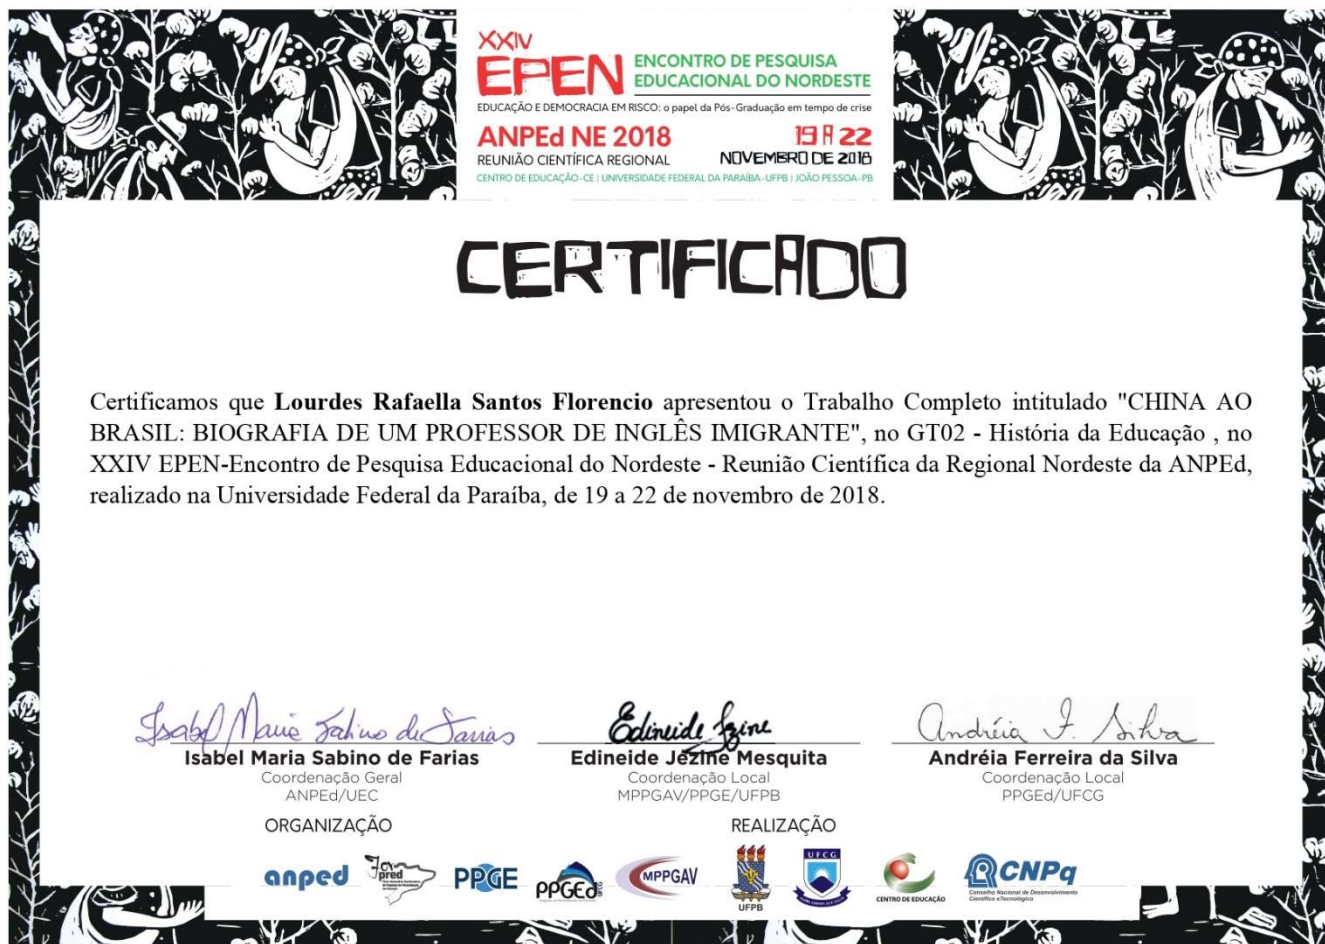 XXIV
EPEN ENCONTRO DE PESQUISA
EDUCACIONAL DO NORDESTE
EDUCAÇÃO E DEMOCRACIA EM RISCO: o papel da Pós-Graduação em tempo de crise
ANPEd NE 2018
REUNIÃO CIENTÍFICA REGIONAL
19 A 22
NOVEMBRO DE 2018
CENTRO DE EDUCAÇÃO-CE | UNIVERSIDADE FEDERAL DA PARAÍBA-UFPB | JOÃO PESSOA-PB
CERTIFICADO
Certificamos que Lourdes Rafaella Santos Florencio apresentou o Trabalho Completo intitulado "CHINA AO
BRASIL: BIOGRAFIA DE UM PROFESSOR DE INGLÊS IMIGRANTE", no GT02 - História da Educação , no
XXIV EPEN-Encontro de Pesquisa Educacional do Nordeste - Reunião Científica da Regional Nordeste da ANPEd,
realizado na Universidade Federal da Paraíba, de 19 a 22 de novembro de 2018.
Isabel Maria Sabino de Farias
Isabel Maria Sabino de Farias
Coordenação Geral
ANPEd/UEC
Edineide Jezine
Edineide Jezine Mesquita
Coordenação Local
MPPGAV/PPGE/UFPB
Andréia F. Silva
Andréia Ferreira da Silva
Coordenação Local
PPGEd/UFCG
ORGANIZAÇÃO
REALIZAÇÃO
anped
Forpred
PPGE
PPGEd
MPPGAV
UFPB
UFCG
CENTRO DE EDUCAÇÃO
CNPq
Conselho Nacional de Desenvolvimento
Científico e Tecnológico